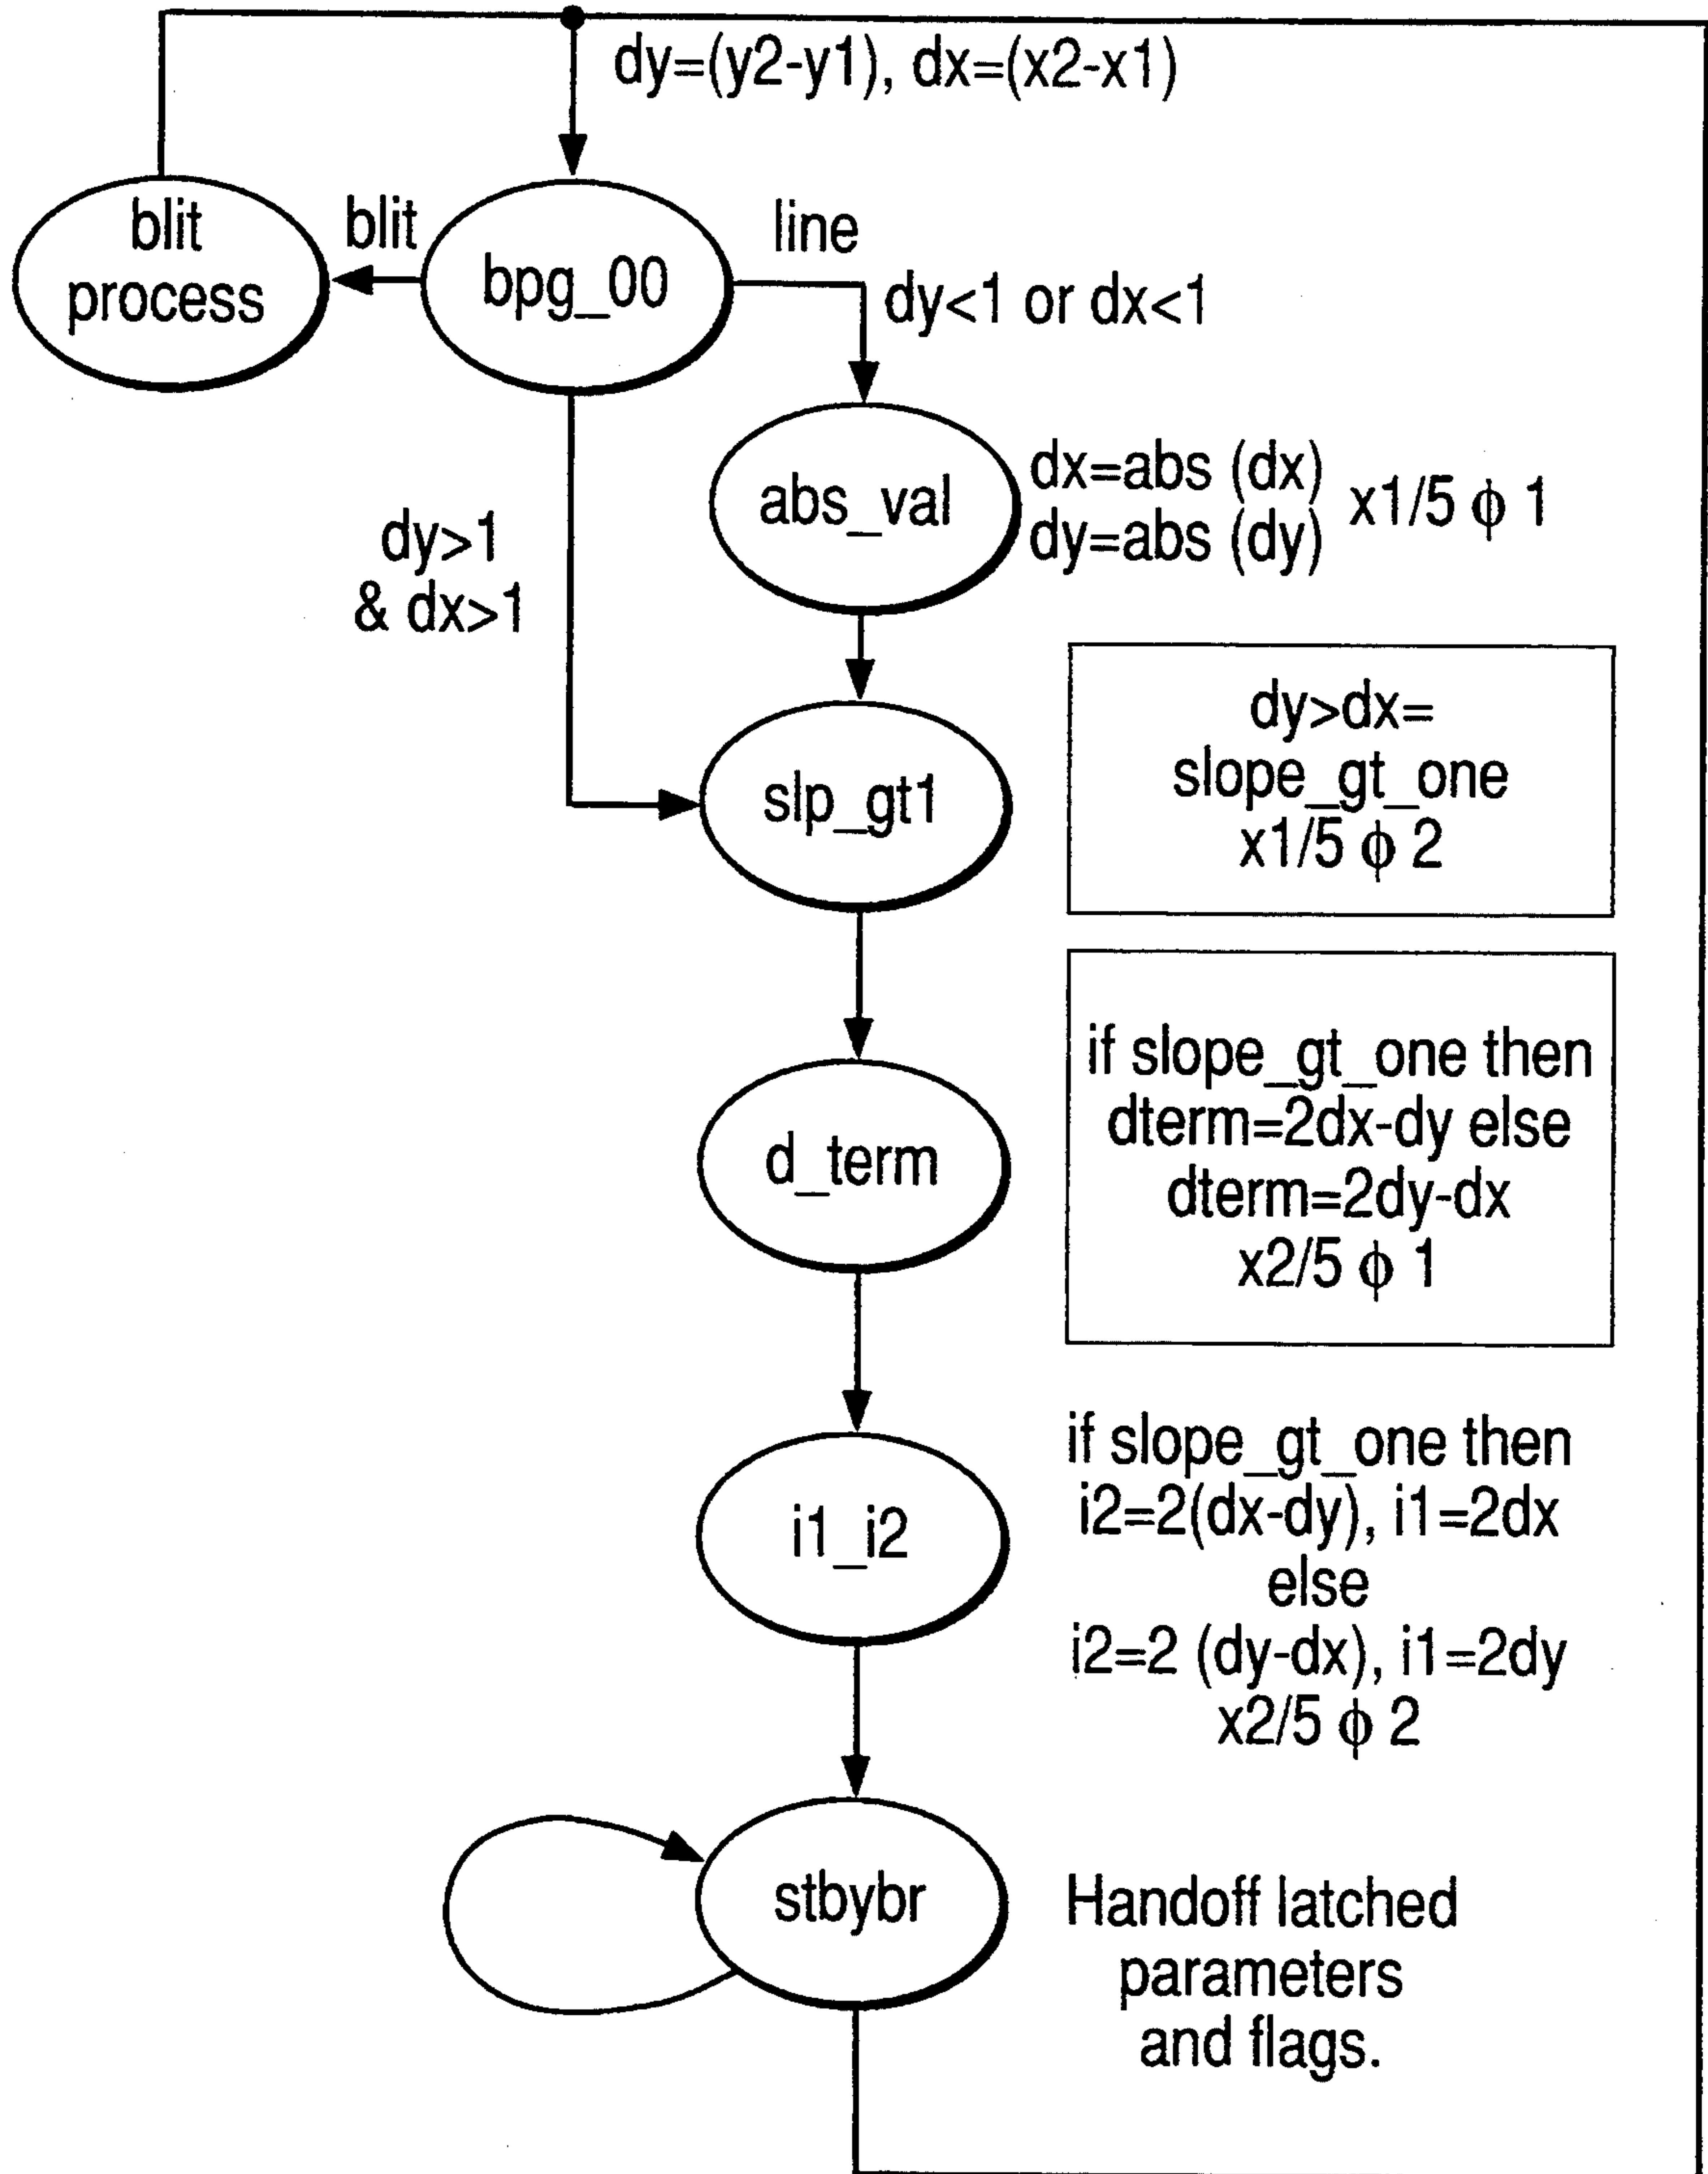 dy=(y2-y1), dx=(x2-x1)
blit
process
blit
bpg_00
line
dy<1 or dx<1
abs_val
dx=abs (dx)
dy=abs (dy)
x1/5 ϕ 1
dy>1
& dx>1
slp_gt1
dy>dx=
slope_gt_one
x1/5 ϕ 2
d_term
if slope_gt_one then
dterm=2dx-dy else
dterm=2dy-dx
x2/5 ϕ 1
i1_i2
if slope_gt_one then
i2=2(dx-dy), i1=2dx
else
i2=2 (dy-dx), i1=2dy
x2/5 ϕ 2
stbybr
Handoff latched
parameters
and flags.